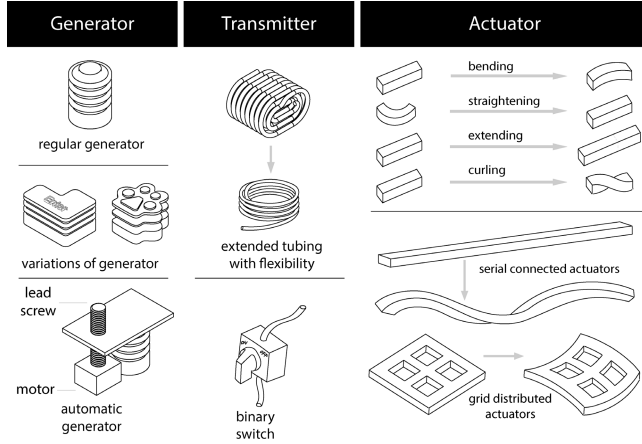 Generator
Transmitter
Actuator
regular generator
Enter
variations of generator
lead
screw
motor
automatic
generator
extended tubing
with flexibility
binary
switch
bending
straightening
extending
curling
serial connected actuators
grid distributed
actuators